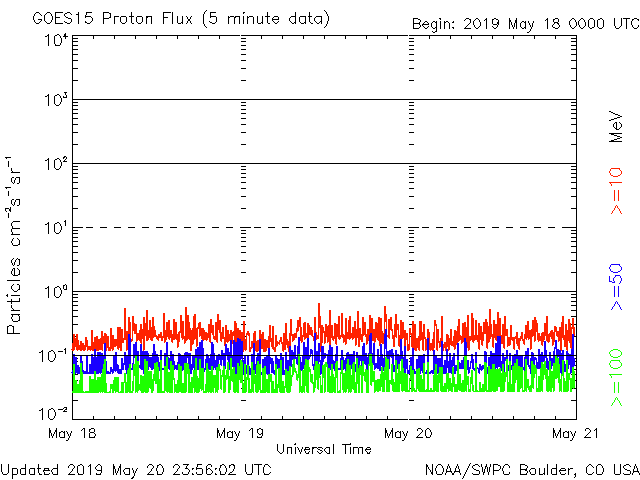 GOES15 Proton Flux (5 minute data)
Begin: 2019 May 18 0000 UTC
Particles cm⁻²s⁻¹sr⁻¹
10⁴
10³
10²
10¹
10⁰
10⁻¹
10⁻²
May 18
May 19
May 20
May 21
Universal Time
MeV
>=10
>=50
>=100
Updated 2019 May 20 23:56:02 UTC
NOAA/SWPC Boulder, CO USA